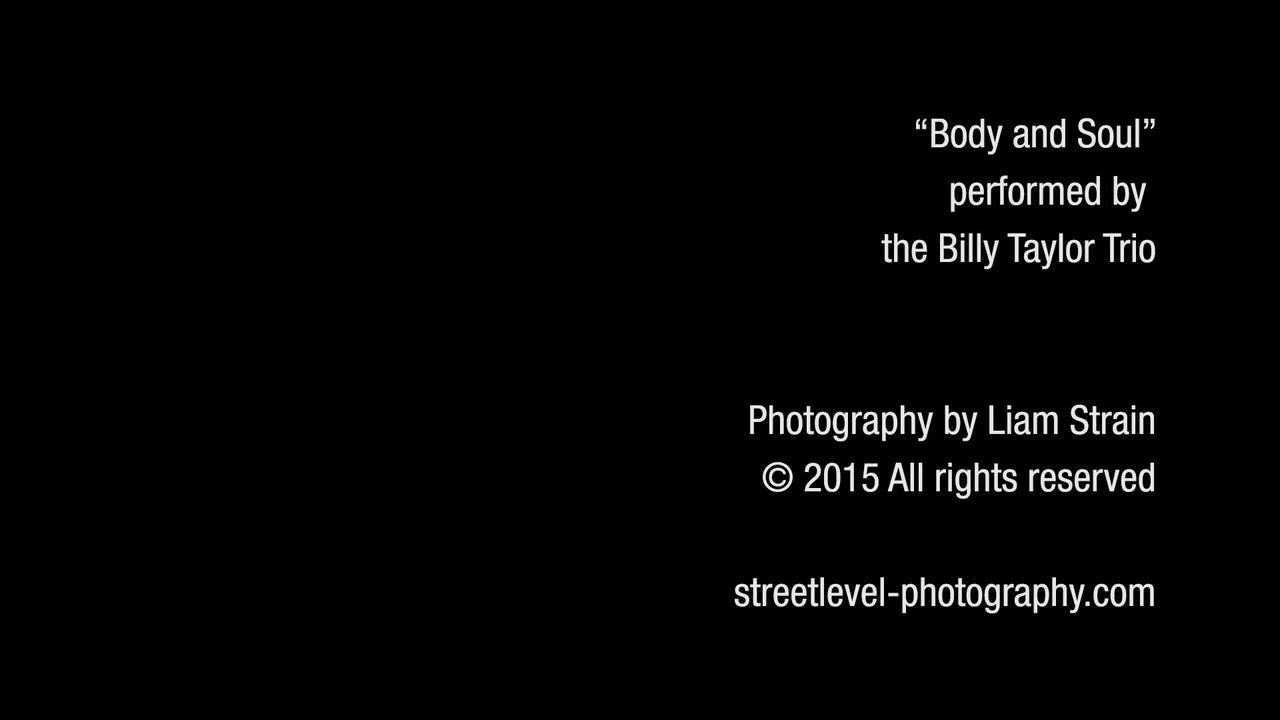 “Body and Soul”
performed by
the Billy Taylor Trio
Photography by Liam Strain
© 2015 All rights reserved
streetlevel-photography.com